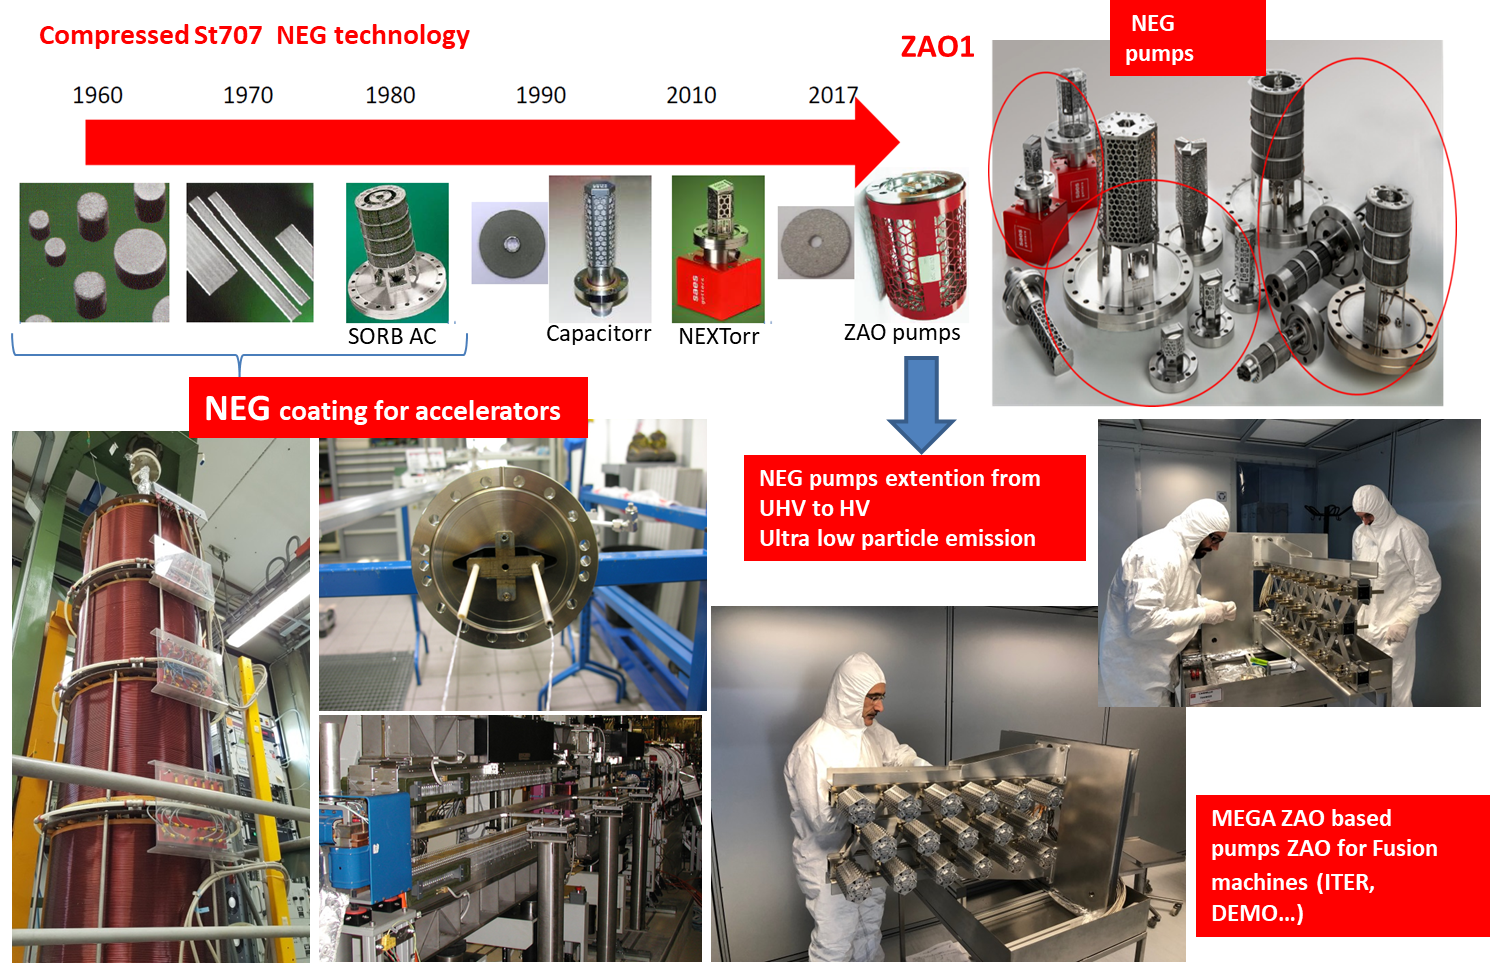 Compressed St707 NEG technology
ZAO1
NEG
pumps
1960 1970 1980 1990 2010 2017
saes
getters
SORB AC
Capacitorr
NEXTorr
ZAO pumps
NEG coating for accelerators
NEG pumps extention from
UHV to HV
Ultra low particle emission
MEGA ZAO based
pumps ZAO for Fusion
machines (ITER,
DEMO...)